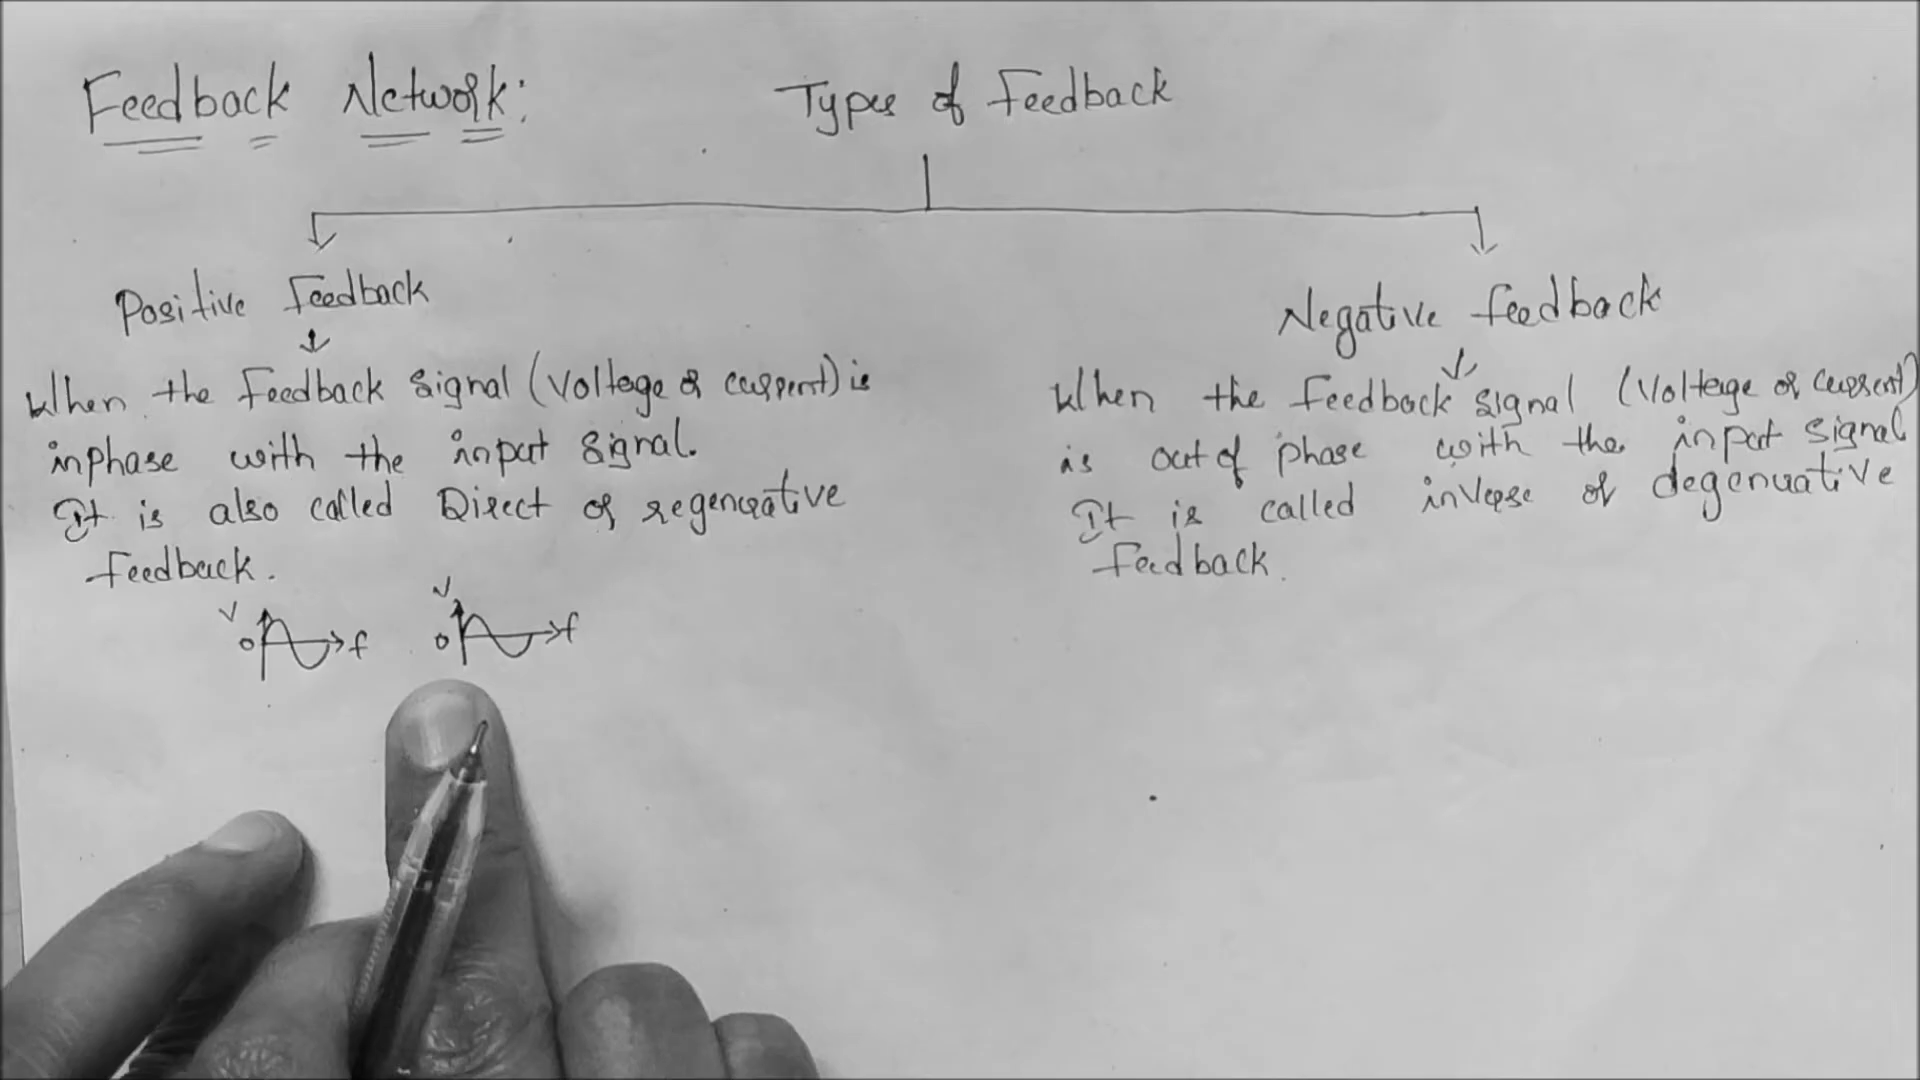 Feedback Network:
Types of Feedback
Positive Feedback
When the Feedback Signal (Voltage or current) is
inphase with the input Signal.
It is also called Direct or regenerative
Feedback.
V
0
f
V
0
f
Negative feedback
When the Feedback signal (Voltage or current)
is out of phase with the input signal
It is called inverse or degenerative
Feedback.